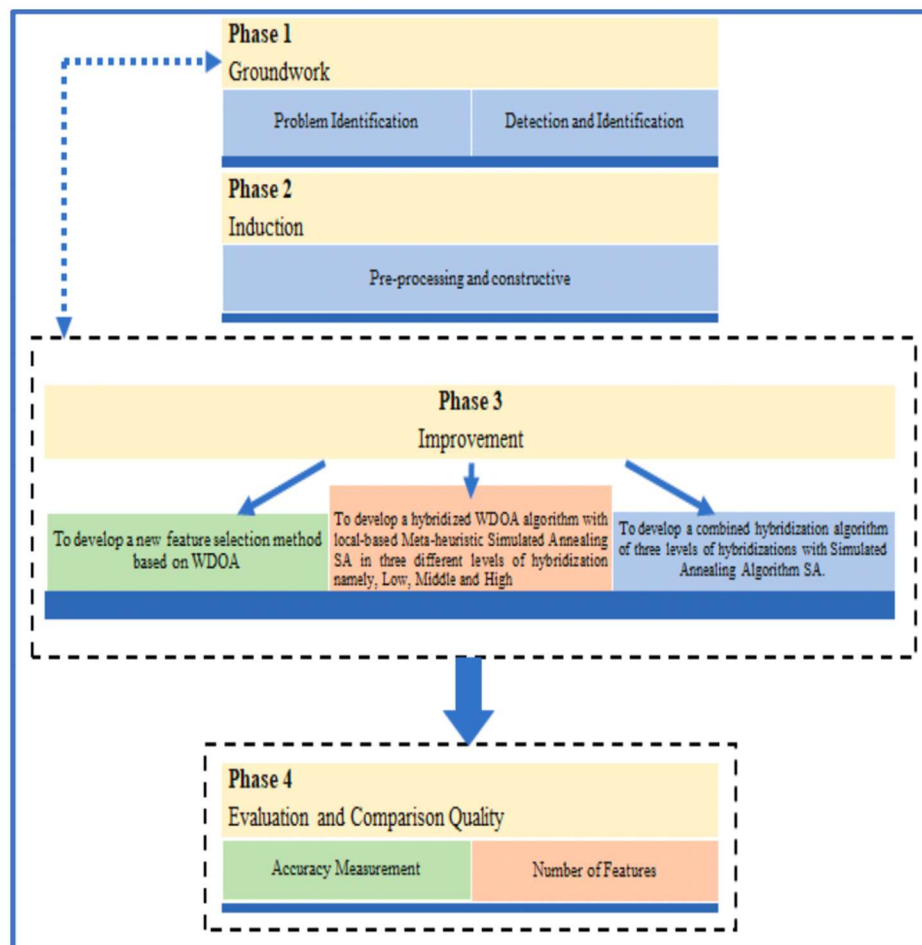 Phase 1
Groundwork
Problem Identification
Detection and Identification
Phase 2
Induction
Pre-processing and constructive
Phase 3
Improvement
To develop a new feature selection method
based on WDOA
To develop a hybridized WDOA algorithm with
local-based Meta-heuristic Simulated Annealing
SA in three different levels of hybridization
namely, Low, Middle and High
To develop a combined hybridization algorithm
of three levels of hybridizations with Simulated
Annealing Algorithm SA.
Phase 4
Evaluation and Comparison Quality
Accuracy Measurement
Number of Features